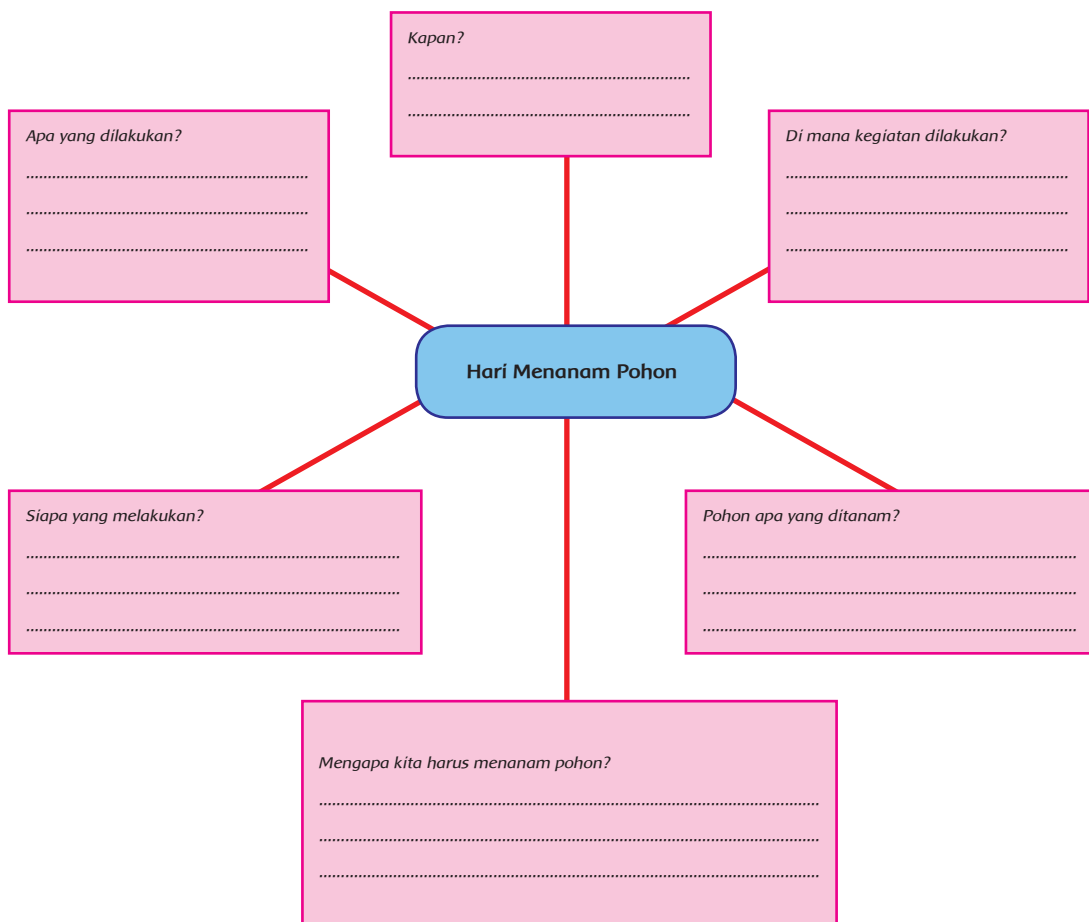 Kapan?
................................................................
................................................................
Apa yang dilakukan?
................................................................
................................................................
................................................................
Di mana kegiatan dilakukan?
................................................................
................................................................
................................................................
Hari Menanam Pohon
Siapa yang melakukan?
................................................................
................................................................
................................................................
Pohon apa yang ditanam?
................................................................
................................................................
................................................................
Mengapa kita harus menanam pohon?
................................................................
................................................................
................................................................